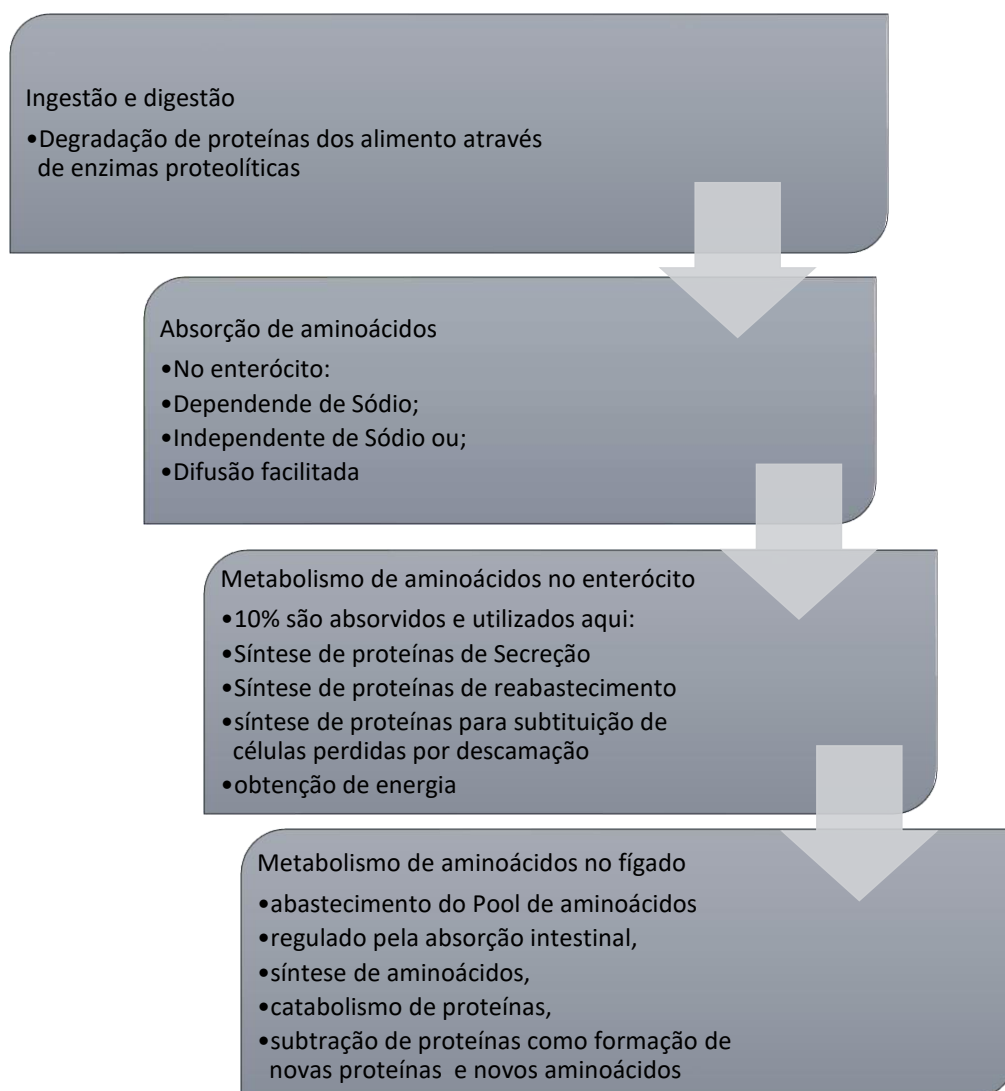 Ingestão e digestão
•Degradação de proteínas dos alimento através
de enzimas proteolíticas
Absorção de aminoácidos
•No enterócito:
•Dependende de Sódio;
•Independente de Sódio ou;
•Difusão facilitada
Metabolismo de aminoácidos no enterócito
•10% são absorvidos e utilizados aqui:
•Síntese de proteínas de Secreção
•Síntese de proteínas de reabastecimento
•síntese de proteínas para subtituição de
células perdidas por descamação
•obtenção de energia
Metabolismo de aminoácidos no fígado
•abastecimento do Pool de aminoácidos
•regulado pela absorção intestinal,
•síntese de aminoácidos,
•catabolismo de proteínas,
•subtração de proteínas como formação de
novas proteínas e novos aminoácidos